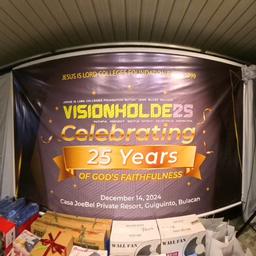 JESUS IS LORD COLLEGES FOUNDATION
VISIONHOLDE25
Celebrating
25 Years
OF GOD'S FAITHFULNESS
December 14, 2024
Casa JoeBel Private Resort, Guiguinto, Bulacan
WALL FAN
WALL FAN